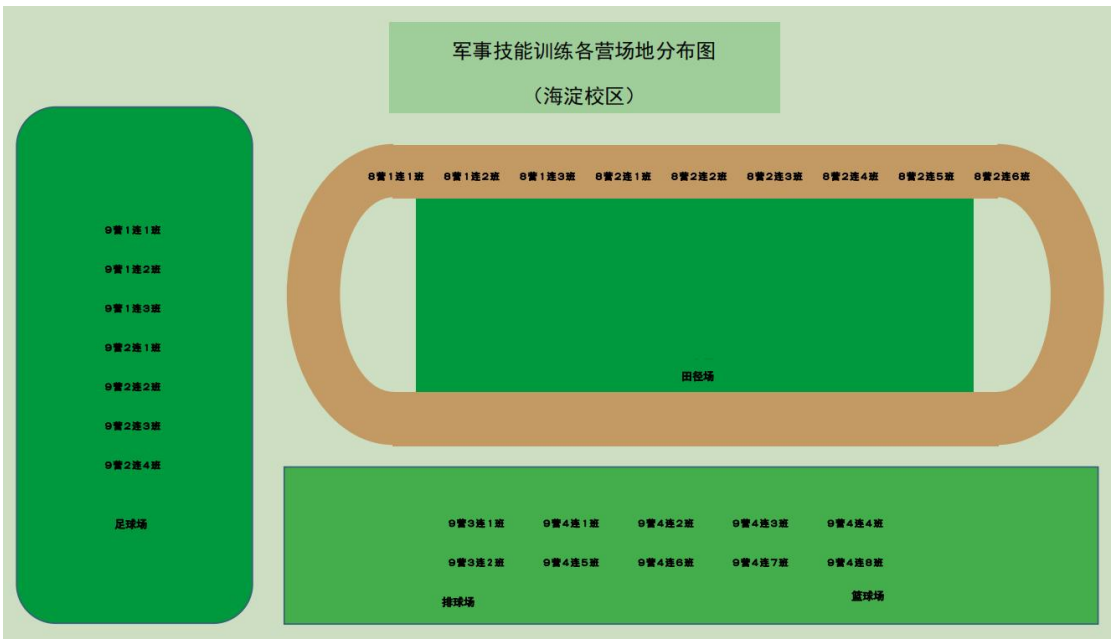 军事技能训练各营场地分布图
（海淀校区）
8营1连1班 8营1连2班 8营1连3班 8营2连1班 8营2连2班 8营2连3班 8营2连4班 8营2连5班 8营2连6班
田径场
9营1连1班
9营1连2班
9营1连3班
9营2连1班
9营2连2班
9营2连3班
9营2连4班
足球场
9营3连1班 9营4连1班 9营4连2班 9营4连3班 9营4连4班
9营3连2班 9营4连5班 9营4连6班 9营4连7班 9营4连8班
排球场 篮球场